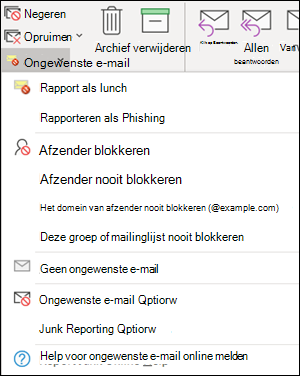 Negeren
Opruimen
Archief verwijderen
Allen
beantwoorden
Ongewenste e-mail
Rapport als lunch
Rapporteren als Phishing
Afzender blokkeren
Afzender nooit blokkeren
Het domein van afzender nooit blokkeren (@example.com)
Deze groep of mailinglijst nooit blokkeren
Geen ongewenste e-mail
Ongewenste e-mail Qptiorw
Junk Reporting Qptiorw
Help voor ongewenste e-mail online melden